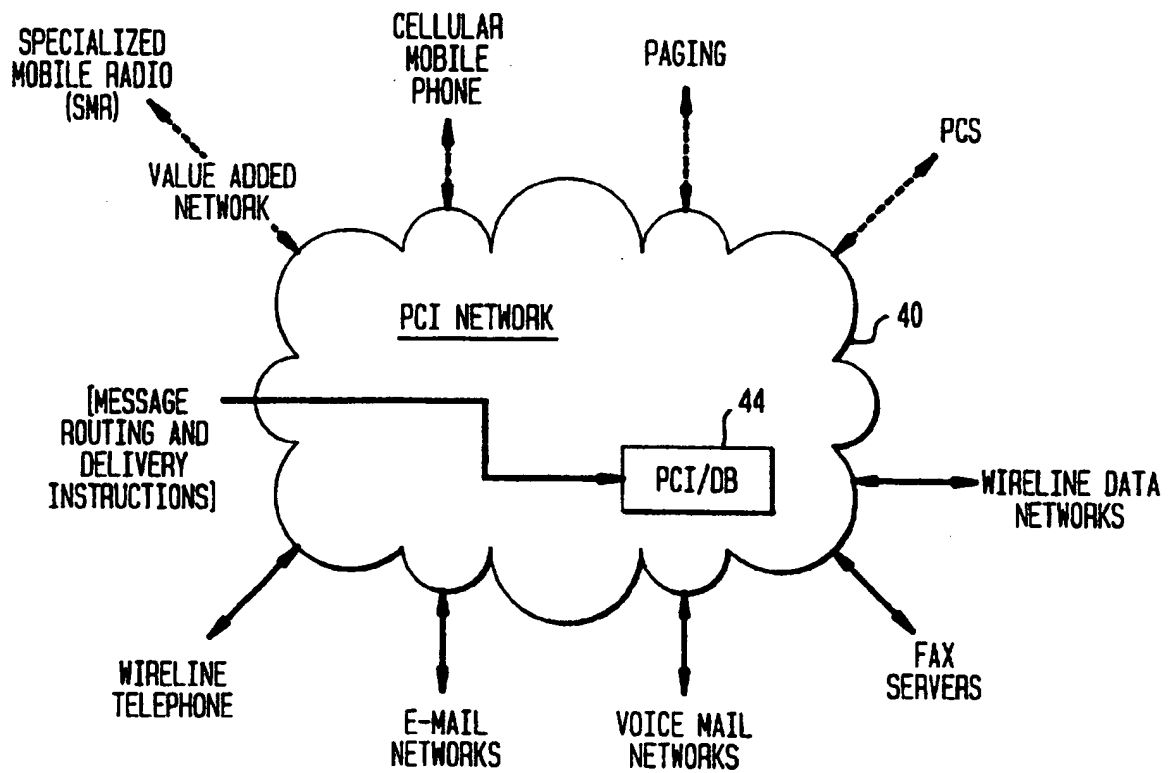 SPECIALIZED
MOBILE RADIO
(SMR)
CELLULAR
MOBILE
PHONE
PAGING
PCS
VALUE ADDED
NETWORK
PCI NETWORK
40
[MESSAGE
ROUTING AND
DELIVERY
INSTRUCTIONS]
44
PCI/DB
WIRELINE DATA
NETWORKS
WIRELINE
TELEPHONE
E-MAIL
NETWORKS
VOICE MAIL
NETWORKS
FAX
SERVERS